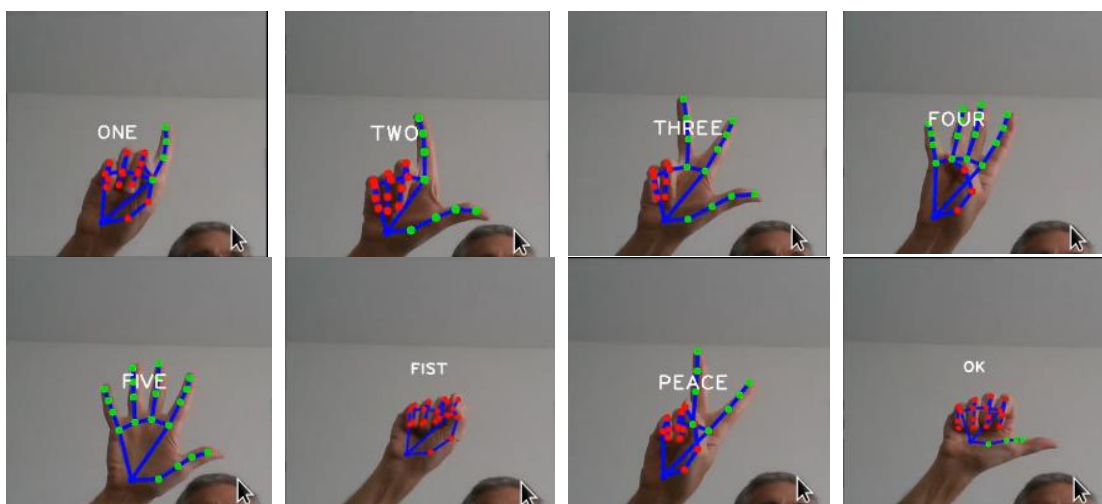 ONE
TWO
THREE
FOUR
FIVE
FIST
PEACE
OK